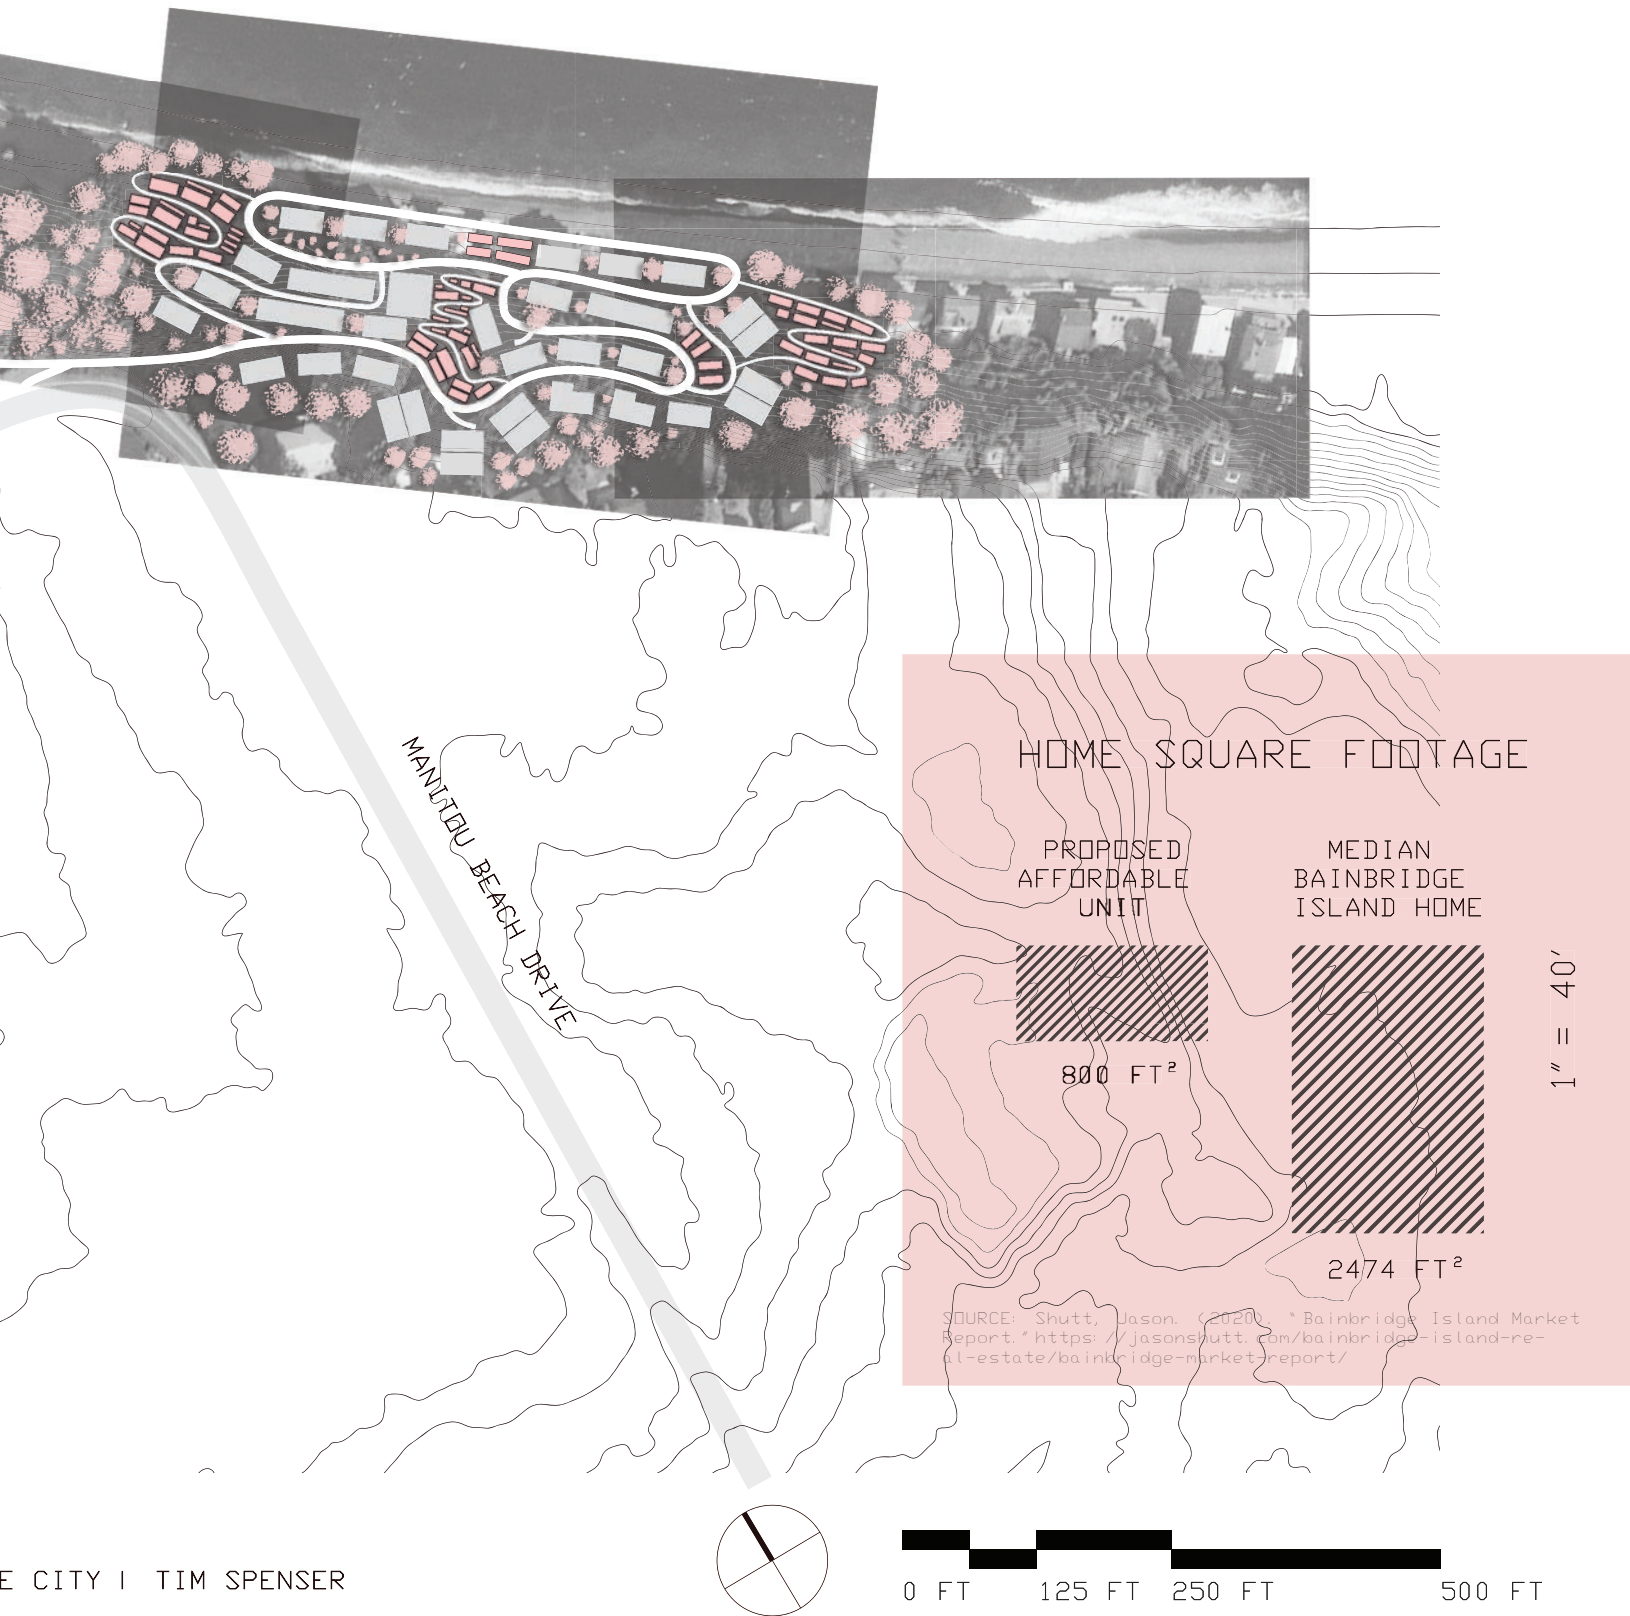 MANITOU BEACH DRIVE
HOME SQUARE FOOTAGE
PROPOSED
AFFORDABLE
UNIT
800 FT²
MEDIAN
BAINBRIDGE
ISLAND HOME
2474 FT²
1" = 40'
SOURCE: Shutt, Jason. (2020). "Bainbridge Island Market
Report." https://jasonshutt.com/bainbridge-island-re-
al-estate/bainbridge-market-report/
E CITY | TIM SPENSER
0 FT 125 FT 250 FT 500 FT